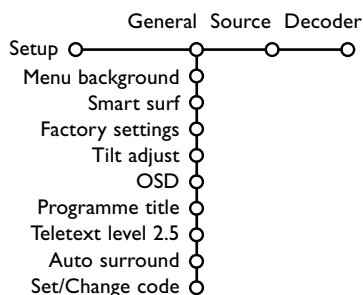 General Source Decoder
Setup
Menu background
Smart surf
Factory settings
Tilt adjust
OSD
Programme title
Teletext level 2.5
Auto surround
Set/Change code